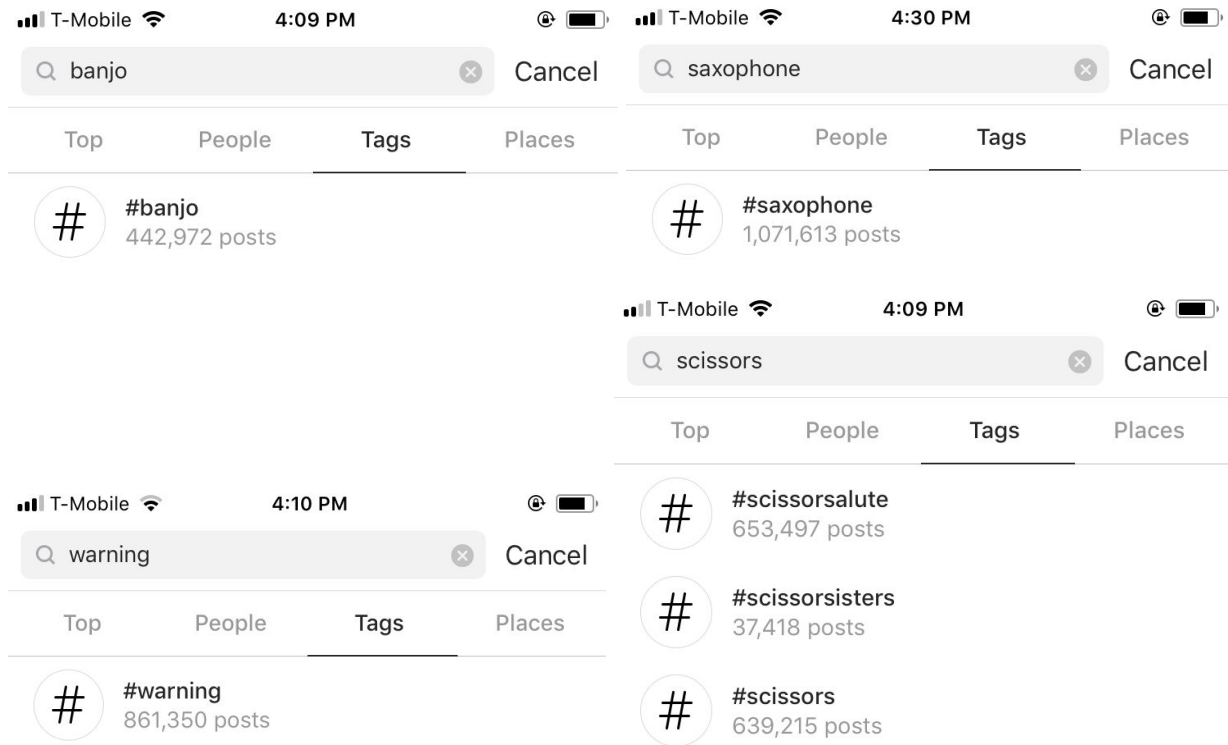 T-Mobile 4:09 PM
banjo Cancel
Top People Tags Places
#banjo
442,972 posts
T-Mobile 4:30 PM
saxophone Cancel
Top People Tags Places
#saxophone
1,071,613 posts
T-Mobile 4:10 PM
warning Cancel
Top People Tags Places
#warning
861,350 posts
T-Mobile 4:09 PM
scissors Cancel
Top People Tags Places
#scissorsalute
653,497 posts
#scissorsisters
37,418 posts
#scissors
639,215 posts